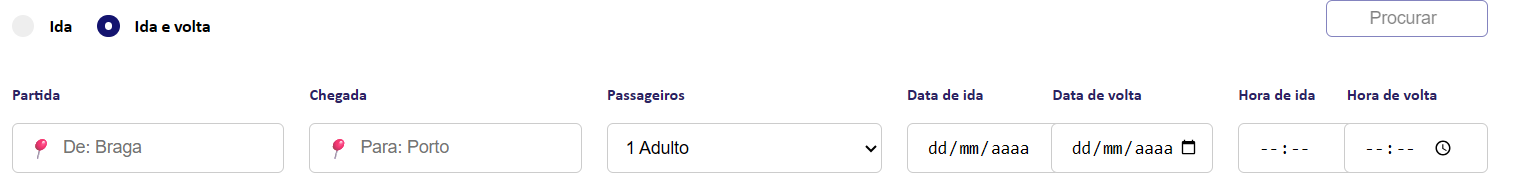 Ida Ida e volta Procurar
Partida Chegada Passageiros Data de ida Data de volta Hora de ida Hora de volta
De: Braga Para: Porto 1 Adulto dd/mm/aaaa dd/mm/aaaa --:-- --:--